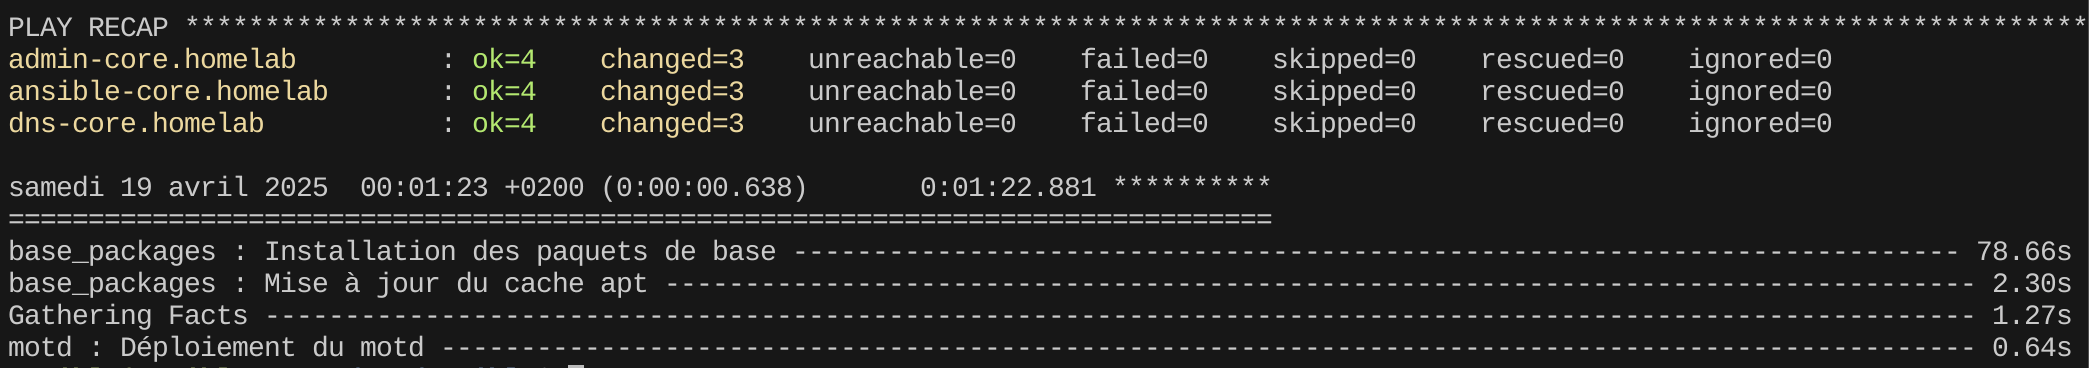 PLAY RECAP ***********************************************************************************************************************
admin-core.homelab         : ok=4    changed=3    unreachable=0    failed=0    skipped=0    rescued=0    ignored=0
ansible-core.homelab       : ok=4    changed=3    unreachable=0    failed=0    skipped=0    rescued=0    ignored=0
dns-core.homelab           : ok=4    changed=3    unreachable=0    failed=0    skipped=0    rescued=0    ignored=0
samedi 19 avril 2025  00:01:23 +0200 (0:00:00.638)       0:01:22.881 **********
===============================================================================
base_packages : Installation des paquets de base ------------------------------------------------------------------------- 78.66s
base_packages : Mise à jour du cache apt ---------------------------------------------------------------------------------- 2.30s
Gathering Facts ----------------------------------------------------------------------------------------------------------- 1.27s
motd : Déploiement du motd ------------------------------------------------------------------------------------------------ 0.64s